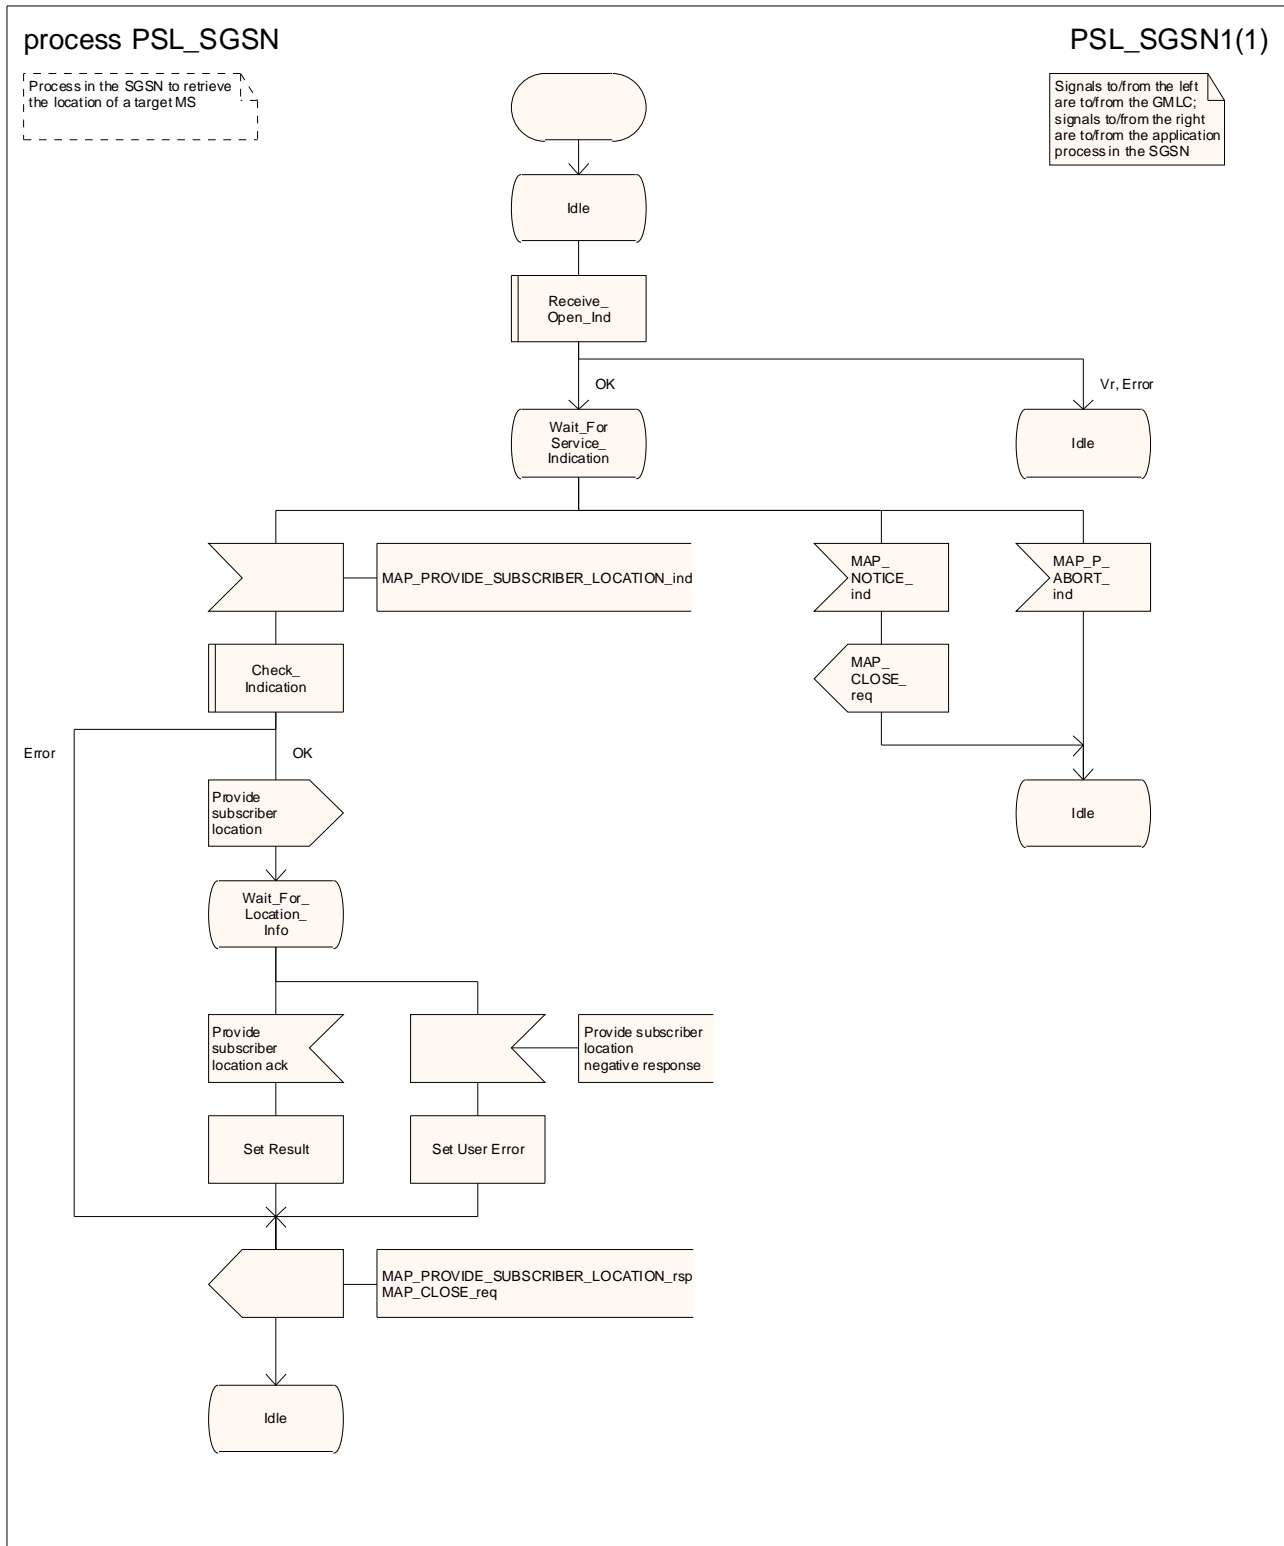 process PSL_SGSN
PSL_SGSN1(1)
Process in the SGSN to retrieve
the location of a target MS
Signals to/from the left
are to/from the GMLC;
signals to/from the right
are to/from the application
process in the SGSN
Idle
Receive_
Open_Ind
OK
Vr, Error
Wait_For
Service_
Indication
Idle
MAP_PROVIDE_SUBSCRIBER_LOCATION_ind
MAP_
NOTICE_
ind
MAP_P_
ABORT_
ind
Check_
Indication
MAP_
CLOSE_
req
Error
OK
Provide
subscriber
location
Idle
Wait_For_
Location_
Info
Provide
subscriber
location ack
Provide subscriber
location
negative response
Set Result
Set User Error
MAP_PROVIDE_SUBSCRIBER_LOCATION_rsp
MAP_CLOSE_req
Idle